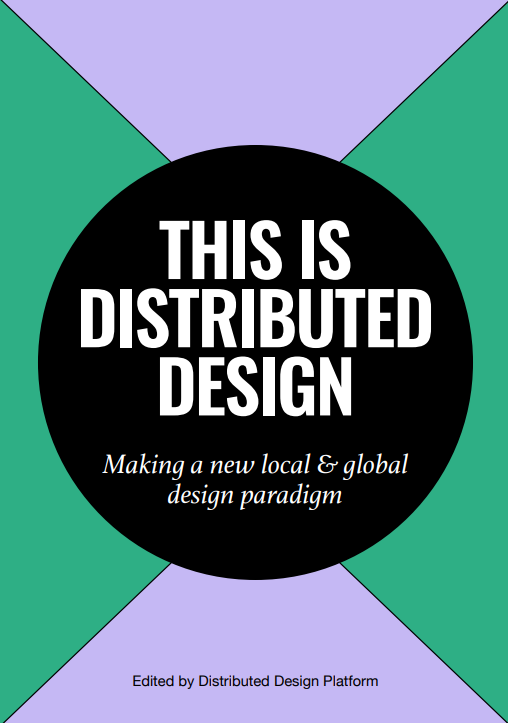 THIS IS
DISTRIBUTED
DESIGN
Making a new local & global
design paradigm
Edited by Distributed Design Platform